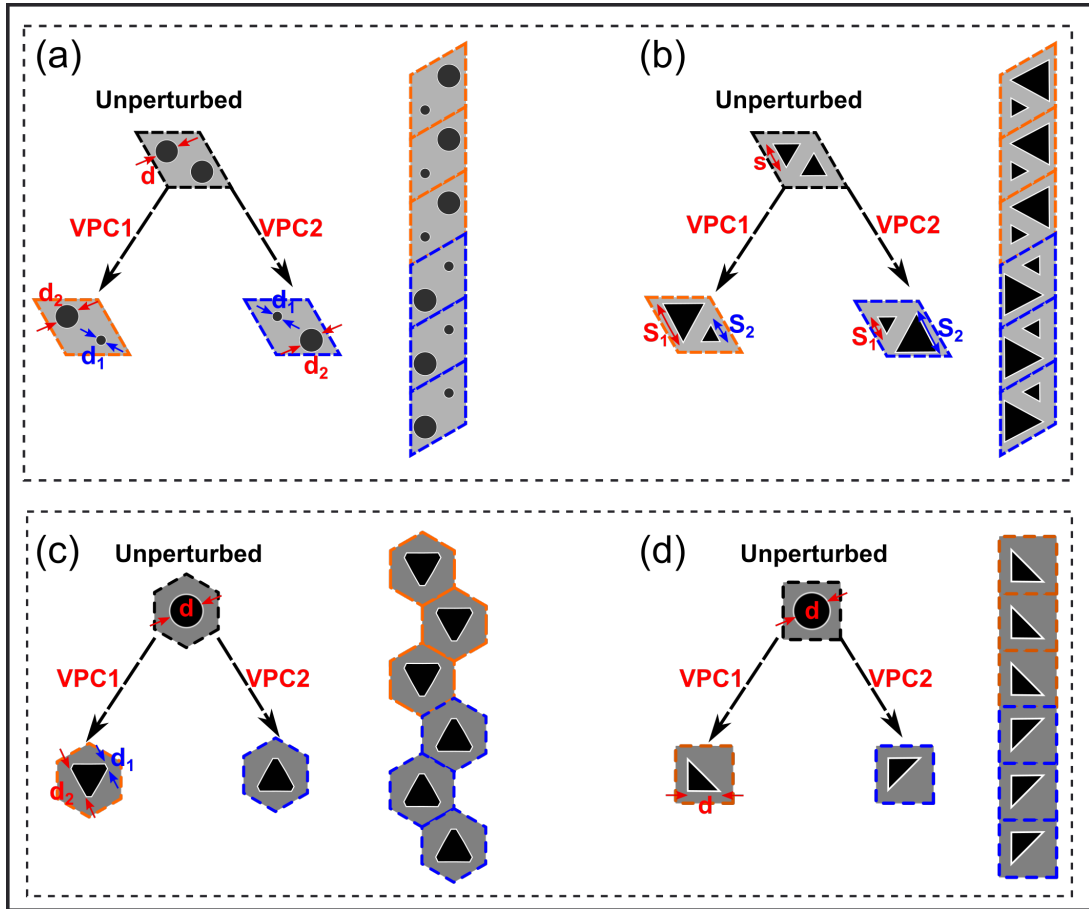 (a)
Unperturbed
d
VPC1
VPC2
d₂
d₁
d₁
d₂
(b)
Unperturbed
s
VPC1
VPC2
S₁
S₂
S₁
S₂
(c)
Unperturbed
d
VPC1
VPC2
d₁
d₂
(d)
Unperturbed
d
VPC1
VPC2
d